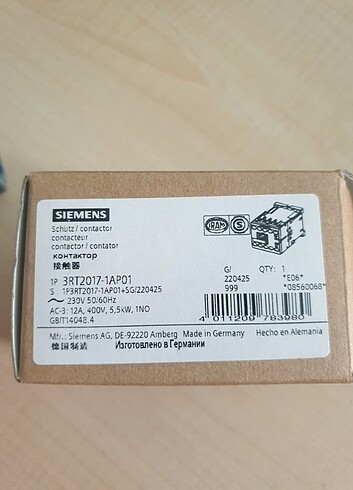 SIEMENS
Schütz / contactor
contacteur
contactor / contator
контактор
接触器
IRAM S
1P 3RT2017-1AP01
S 1P3RT2017-1AP01+SG/220425
230V 50/60Hz
AC-3: 12A, 400V, 5,5kW, 1NO
GB/T14048.4
G/ QTY: 1
220425 *E06*
999 *08560068*
4 011209 783980
Mfr.: Siemens AG, DE-92220 Amberg Made in Germany Hecho en Alemania
德国制造 Изготовлено в Германии